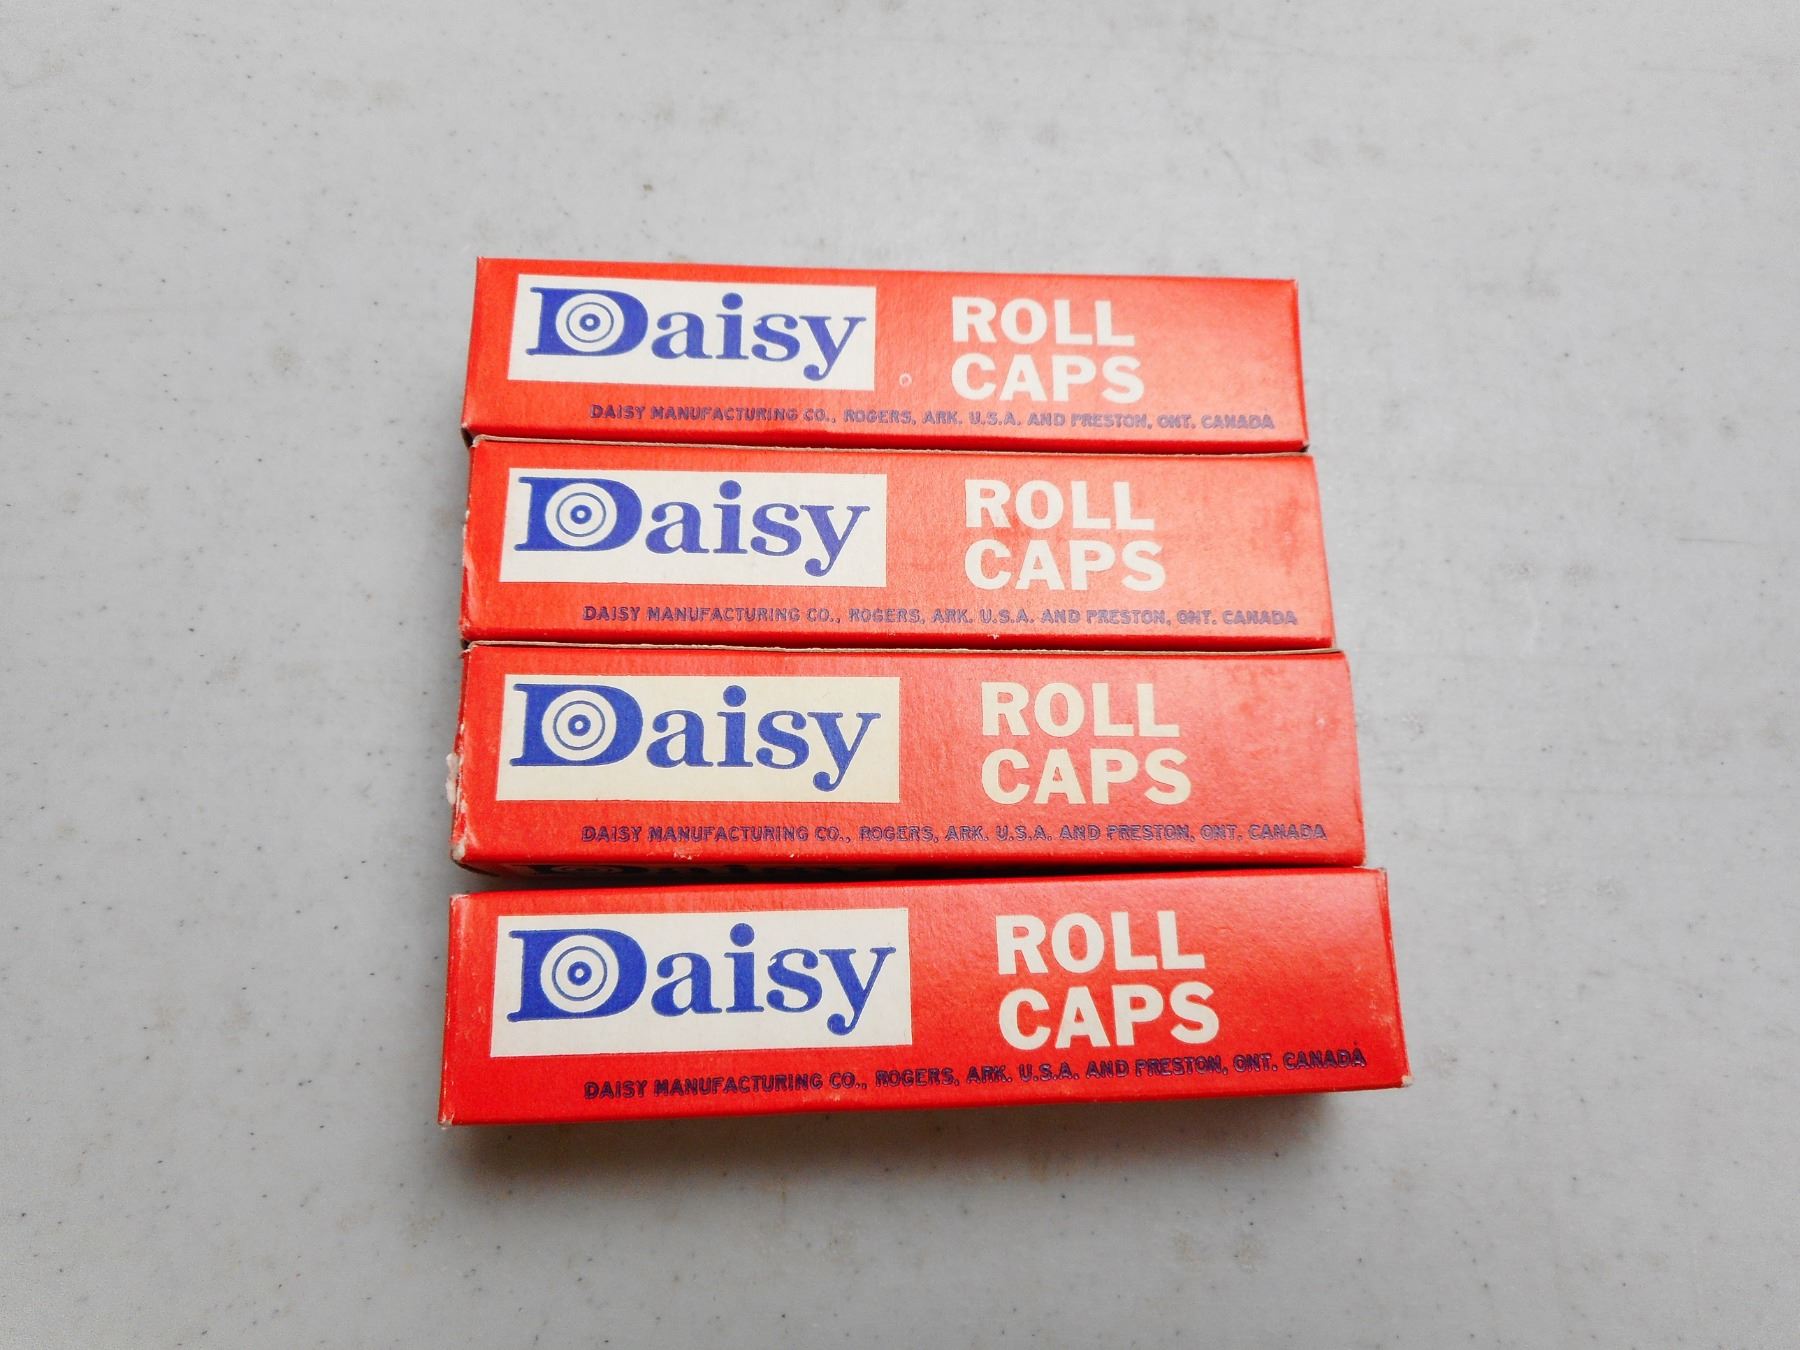 Daisy
ROLL
CAPS
DAISY MANUFACTURING CO., ROGERS, ARK. U.S.A. AND PRESTON, ONT. CANADA
Daisy
ROLL
CAPS
DAISY MANUFACTURING CO., ROGERS, ARK. U.S.A. AND PRESTON, ONT. CANADA
Daisy
ROLL
CAPS
DAISY MANUFACTURING CO., ROGERS, ARK. U.S.A. AND PRESTON, ONT. CANADA
Daisy
ROLL
CAPS
DAISY MANUFACTURING CO., ROGERS, ARK. U.S.A. AND PRESTON, ONT. CANADA